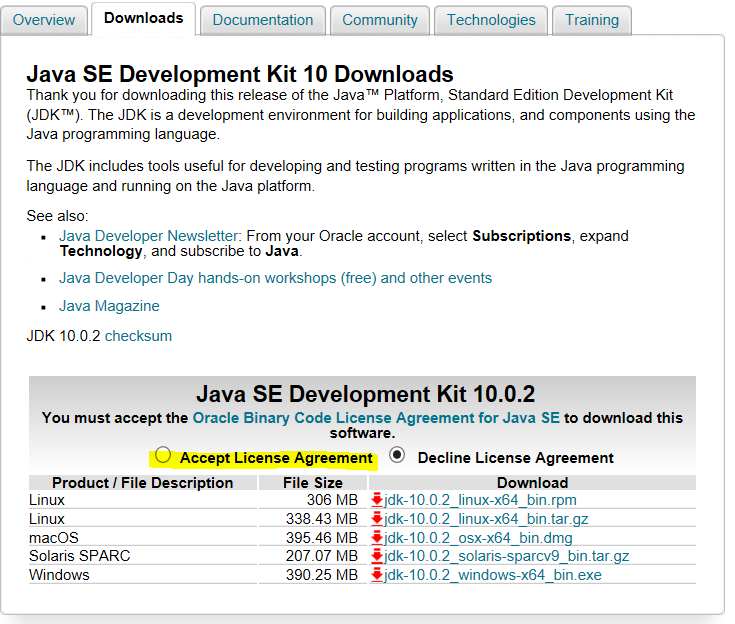 Overview Downloads Documentation Community Technologies Training
Java SE Development Kit 10 Downloads
Thank you for downloading this release of the Java™ Platform, Standard Edition Development Kit
(JDK™). The JDK is a development environment for building applications, and components using the
Java programming language.
The JDK includes tools useful for developing and testing programs written in the Java programming
language and running on the Java platform.
See also:
Java Developer Newsletter: From your Oracle account, select Subscriptions, expand
Technology, and subscribe to Java.
Java Developer Day hands-on workshops (free) and other events
Java Magazine
JDK 10.0.2 checksum
Java SE Development Kit 10.0.2
You must accept the Oracle Binary Code License Agreement for Java SE to download this
software.
Accept License Agreement Decline License Agreement
Product / File Description File Size Download
Linux 306 MB jdk-10.0.2_linux-x64_bin.rpm
Linux 338.43 MB jdk-10.0.2_linux-x64_bin.tar.gz
macOS 395.46 MB jdk-10.0.2_osx-x64_bin.dmg
Solaris SPARC 207.07 MB jdk-10.0.2_solaris-sparcv9_bin.tar.gz
Windows 390.25 MB jdk-10.0.2_windows-x64_bin.exe